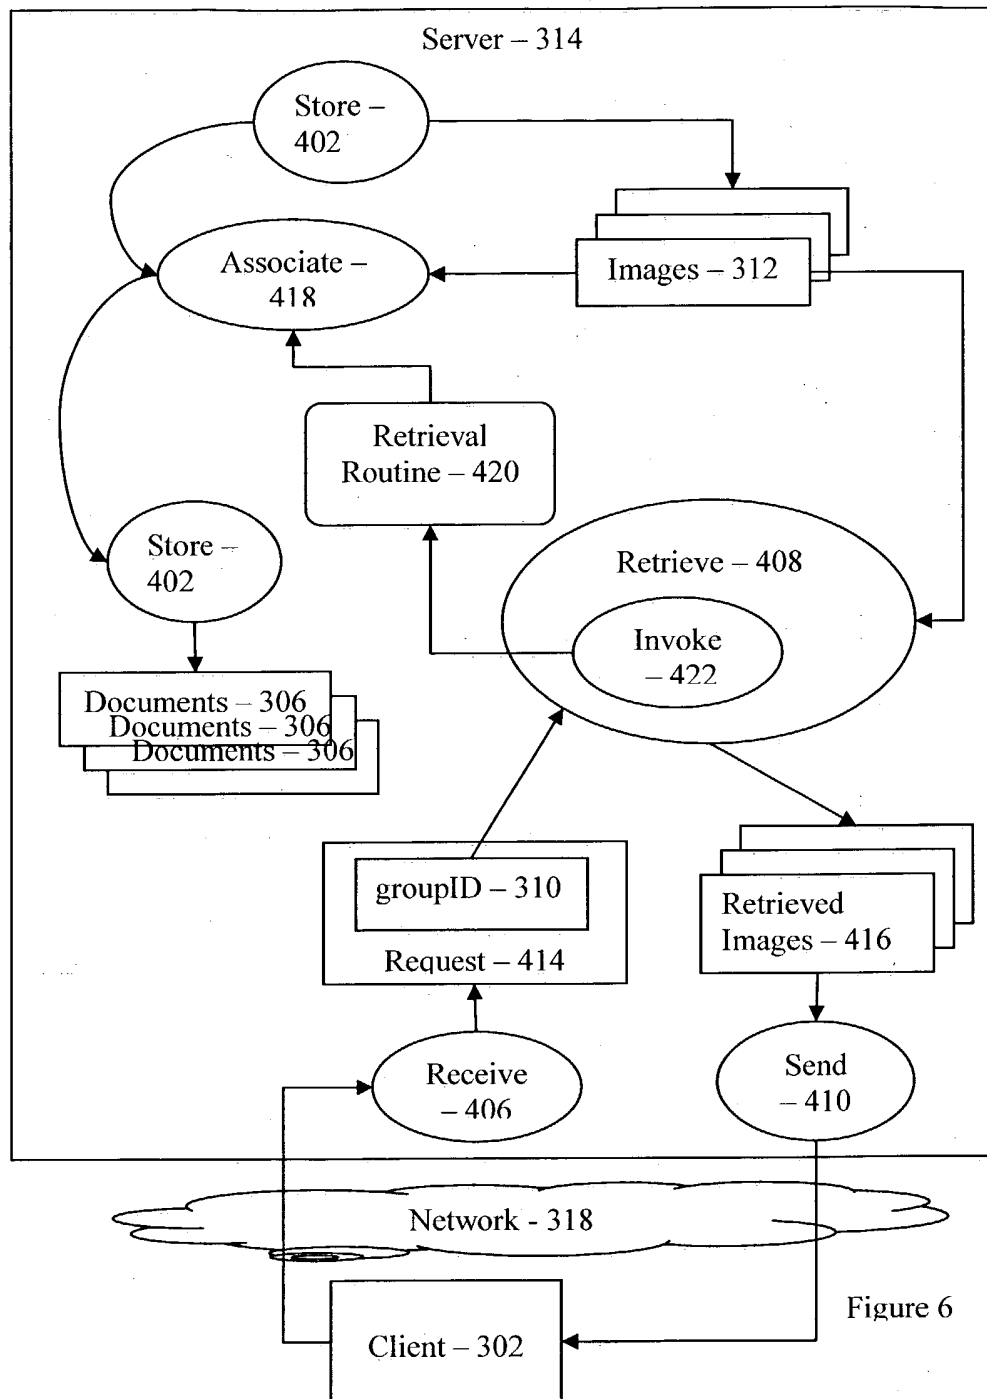 Server – 314
Store –
402
Associate –
418
Images – 312
Retrieval
Routine – 420
Store –
402
Retrieve – 408
Invoke
– 422
Documents – 306
Documents – 306
Documents – 306
groupID – 310
Request – 414
Retrieved
Images – 416
Receive
– 406
Send
– 410
Network - 318
Client – 302
Figure 6